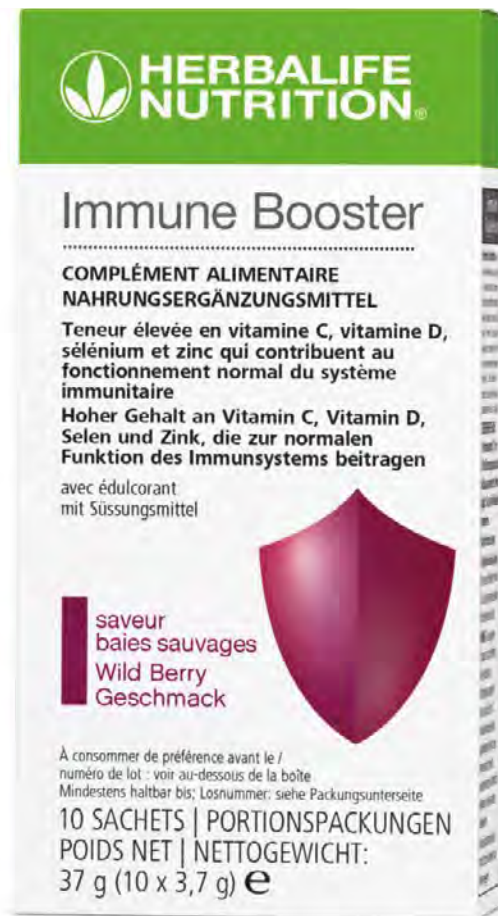 HERBALIFE
NUTRITION®
Immune Booster
COMPLÉMENT ALIMENTAIRE
NAHRUNGSERGÄNZUNGSMITTEL
Teneur élevée en vitamine C, vitamine D,
sélénium et zinc qui contribuent au
fonctionnement normal du système
immunitaire
Hoher Gehalt an Vitamin C, Vitamin D,
Selen und Zink, die zur normalen
Funktion des Immunsystems beitragen
avec édulcorant
mit Süssungsmittel
saveur
baies sauvages
Wild Berry
Geschmack
À consommer de préférence avant le /
numéro de lot : voir au-dessous de la boîte
Mindestens haltbar bis; Losnummer: siehe Packungsunterseite
10 SACHETS | PORTIONSPACKUNGEN
POIDS NET | NETTOGEWICHT:
37 g (10 x 3,7 g) ℮